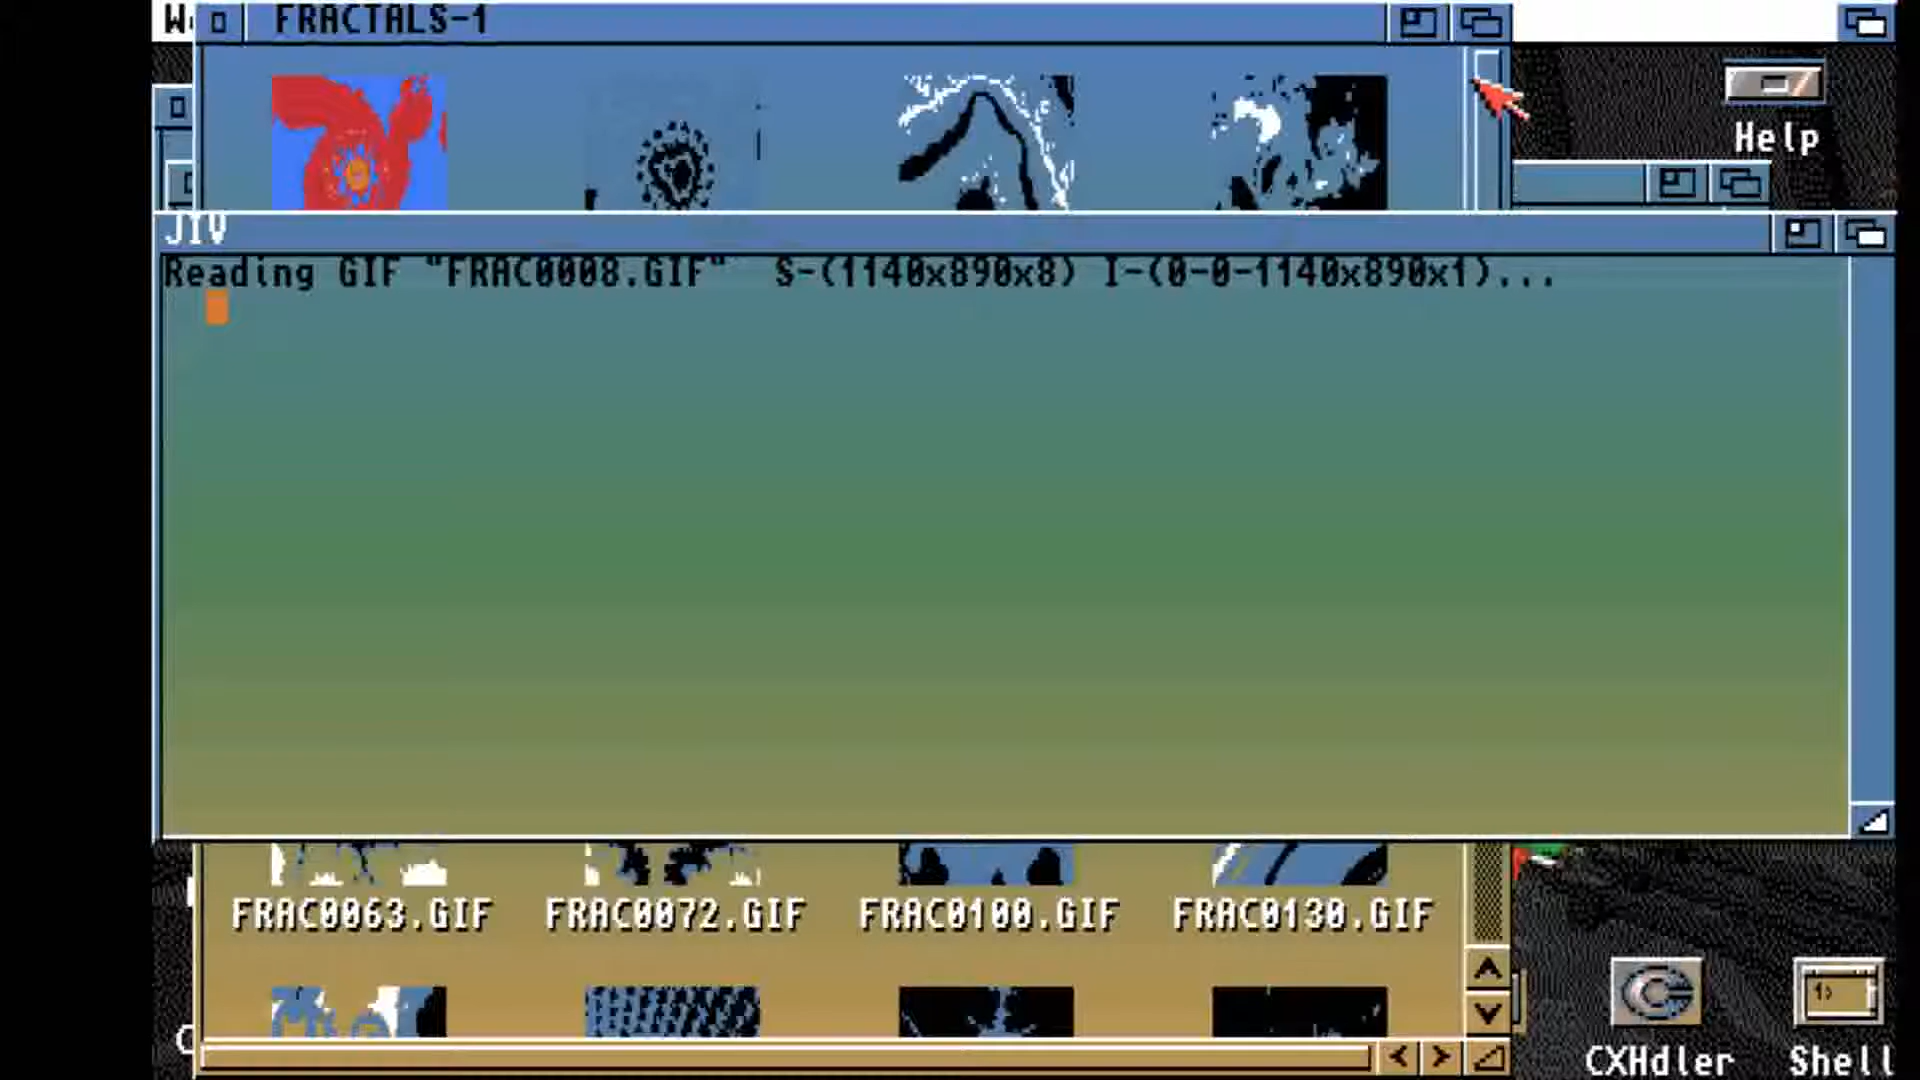 W
FRACTALS-1
Help
JIV
Reading GIF "FRAC0008.GIF" S-(1140x890x8) I-(0-0-1140x890x1)...
FRAC0063.GIF FRAC0072.GIF FRAC0100.GIF FRAC0130.GIF
CXHdler Shell